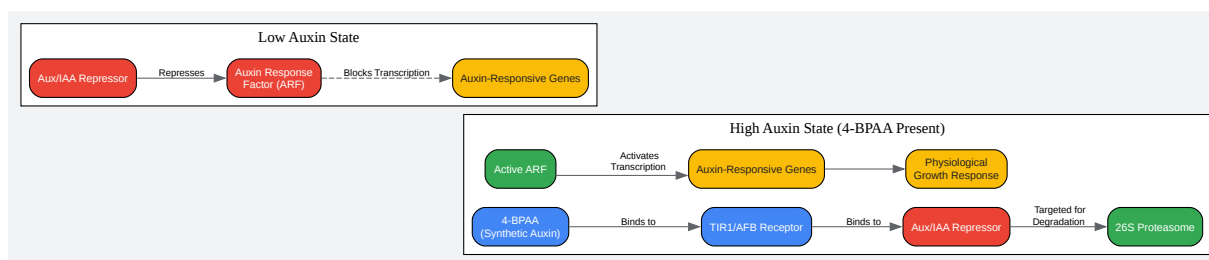 Low Auxin State
Aux/IAA Repressor
Represses
Auxin Response
Factor (ARF)
Blocks Transcription
Auxin-Responsive Genes
High Auxin State (4-BPAA Present)
Active ARF
Activates
Transcription
Auxin-Responsive Genes
Physiological
Growth Response
4-BPAA
(Synthetic Auxin)
Binds to
TIR1/AFB Receptor
Binds to
Aux/IAA Repressor
Targeted for
Degradation
26S Proteasome